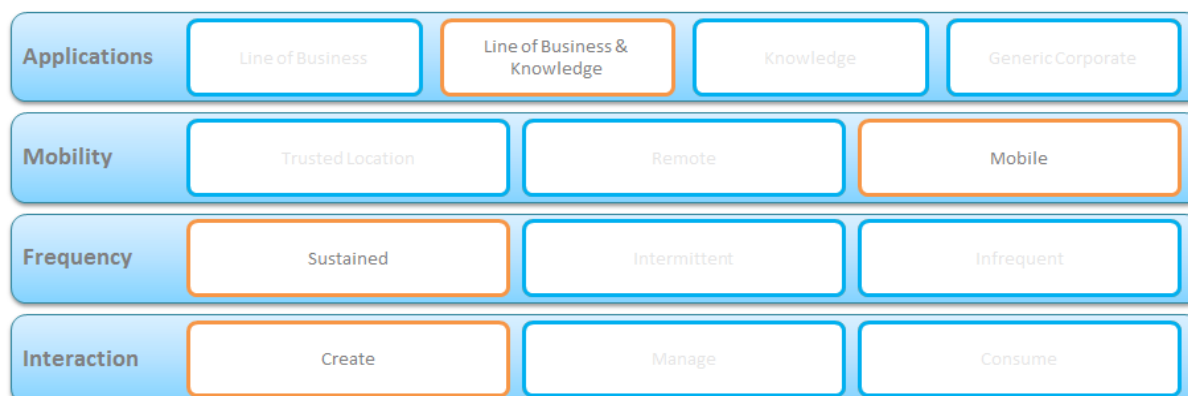 Applications
Line of Business
Line of Business &
Knowledge
Knowledge
Generic Corporate
Mobility
Trusted Location
Remote
Mobile
Frequency
Sustained
Intermittent
Infrequent
Interaction
Create
Manage
Consume